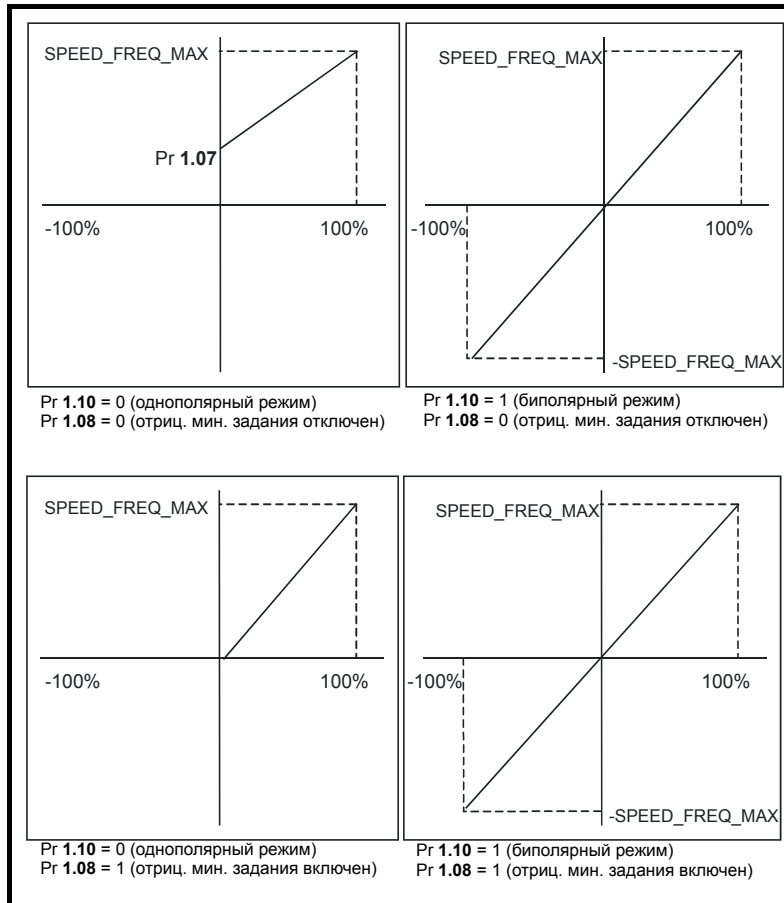 SPEED_FREQ_MAX
Pr 1.07
-100%
100%
Pr 1.10 = 0 (однополярный режим)
Pr 1.08 = 0 (отриц. мин. задания отключен)
SPEED_FREQ_MAX
-100%
100%
-SPEED_FREQ_MAX
Pr 1.10 = 1 (биполярный режим)
Pr 1.08 = 0 (отриц. мин. задания отключен)
SPEED_FREQ_MAX
-100%
100%
Pr 1.10 = 0 (однополярный режим)
Pr 1.08 = 1 (отриц. мин. задания включен)
SPEED_FREQ_MAX
-100%
100%
-SPEED_FREQ_MAX
Pr 1.10 = 1 (биполярный режим)
Pr 1.08 = 1 (отриц. мин. задания включен)